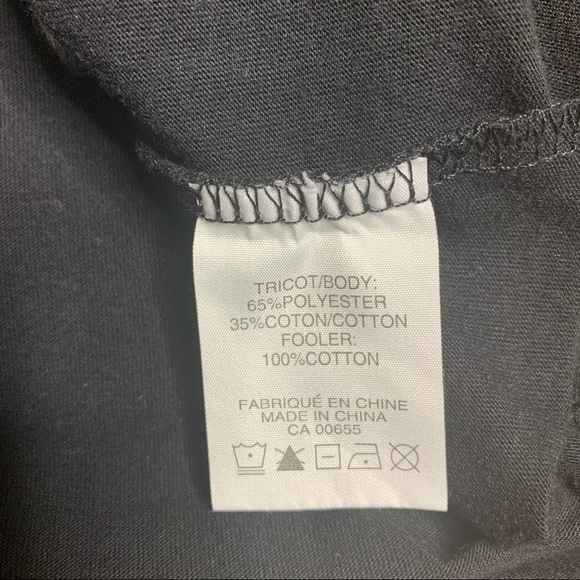 TRICOT/BODY:
65%POLYESTER
35%COTON/COTTON
FOOLER:
100%COTTON
FABRIQUÉ EN CHINE
MADE IN CHINA
CA 00655